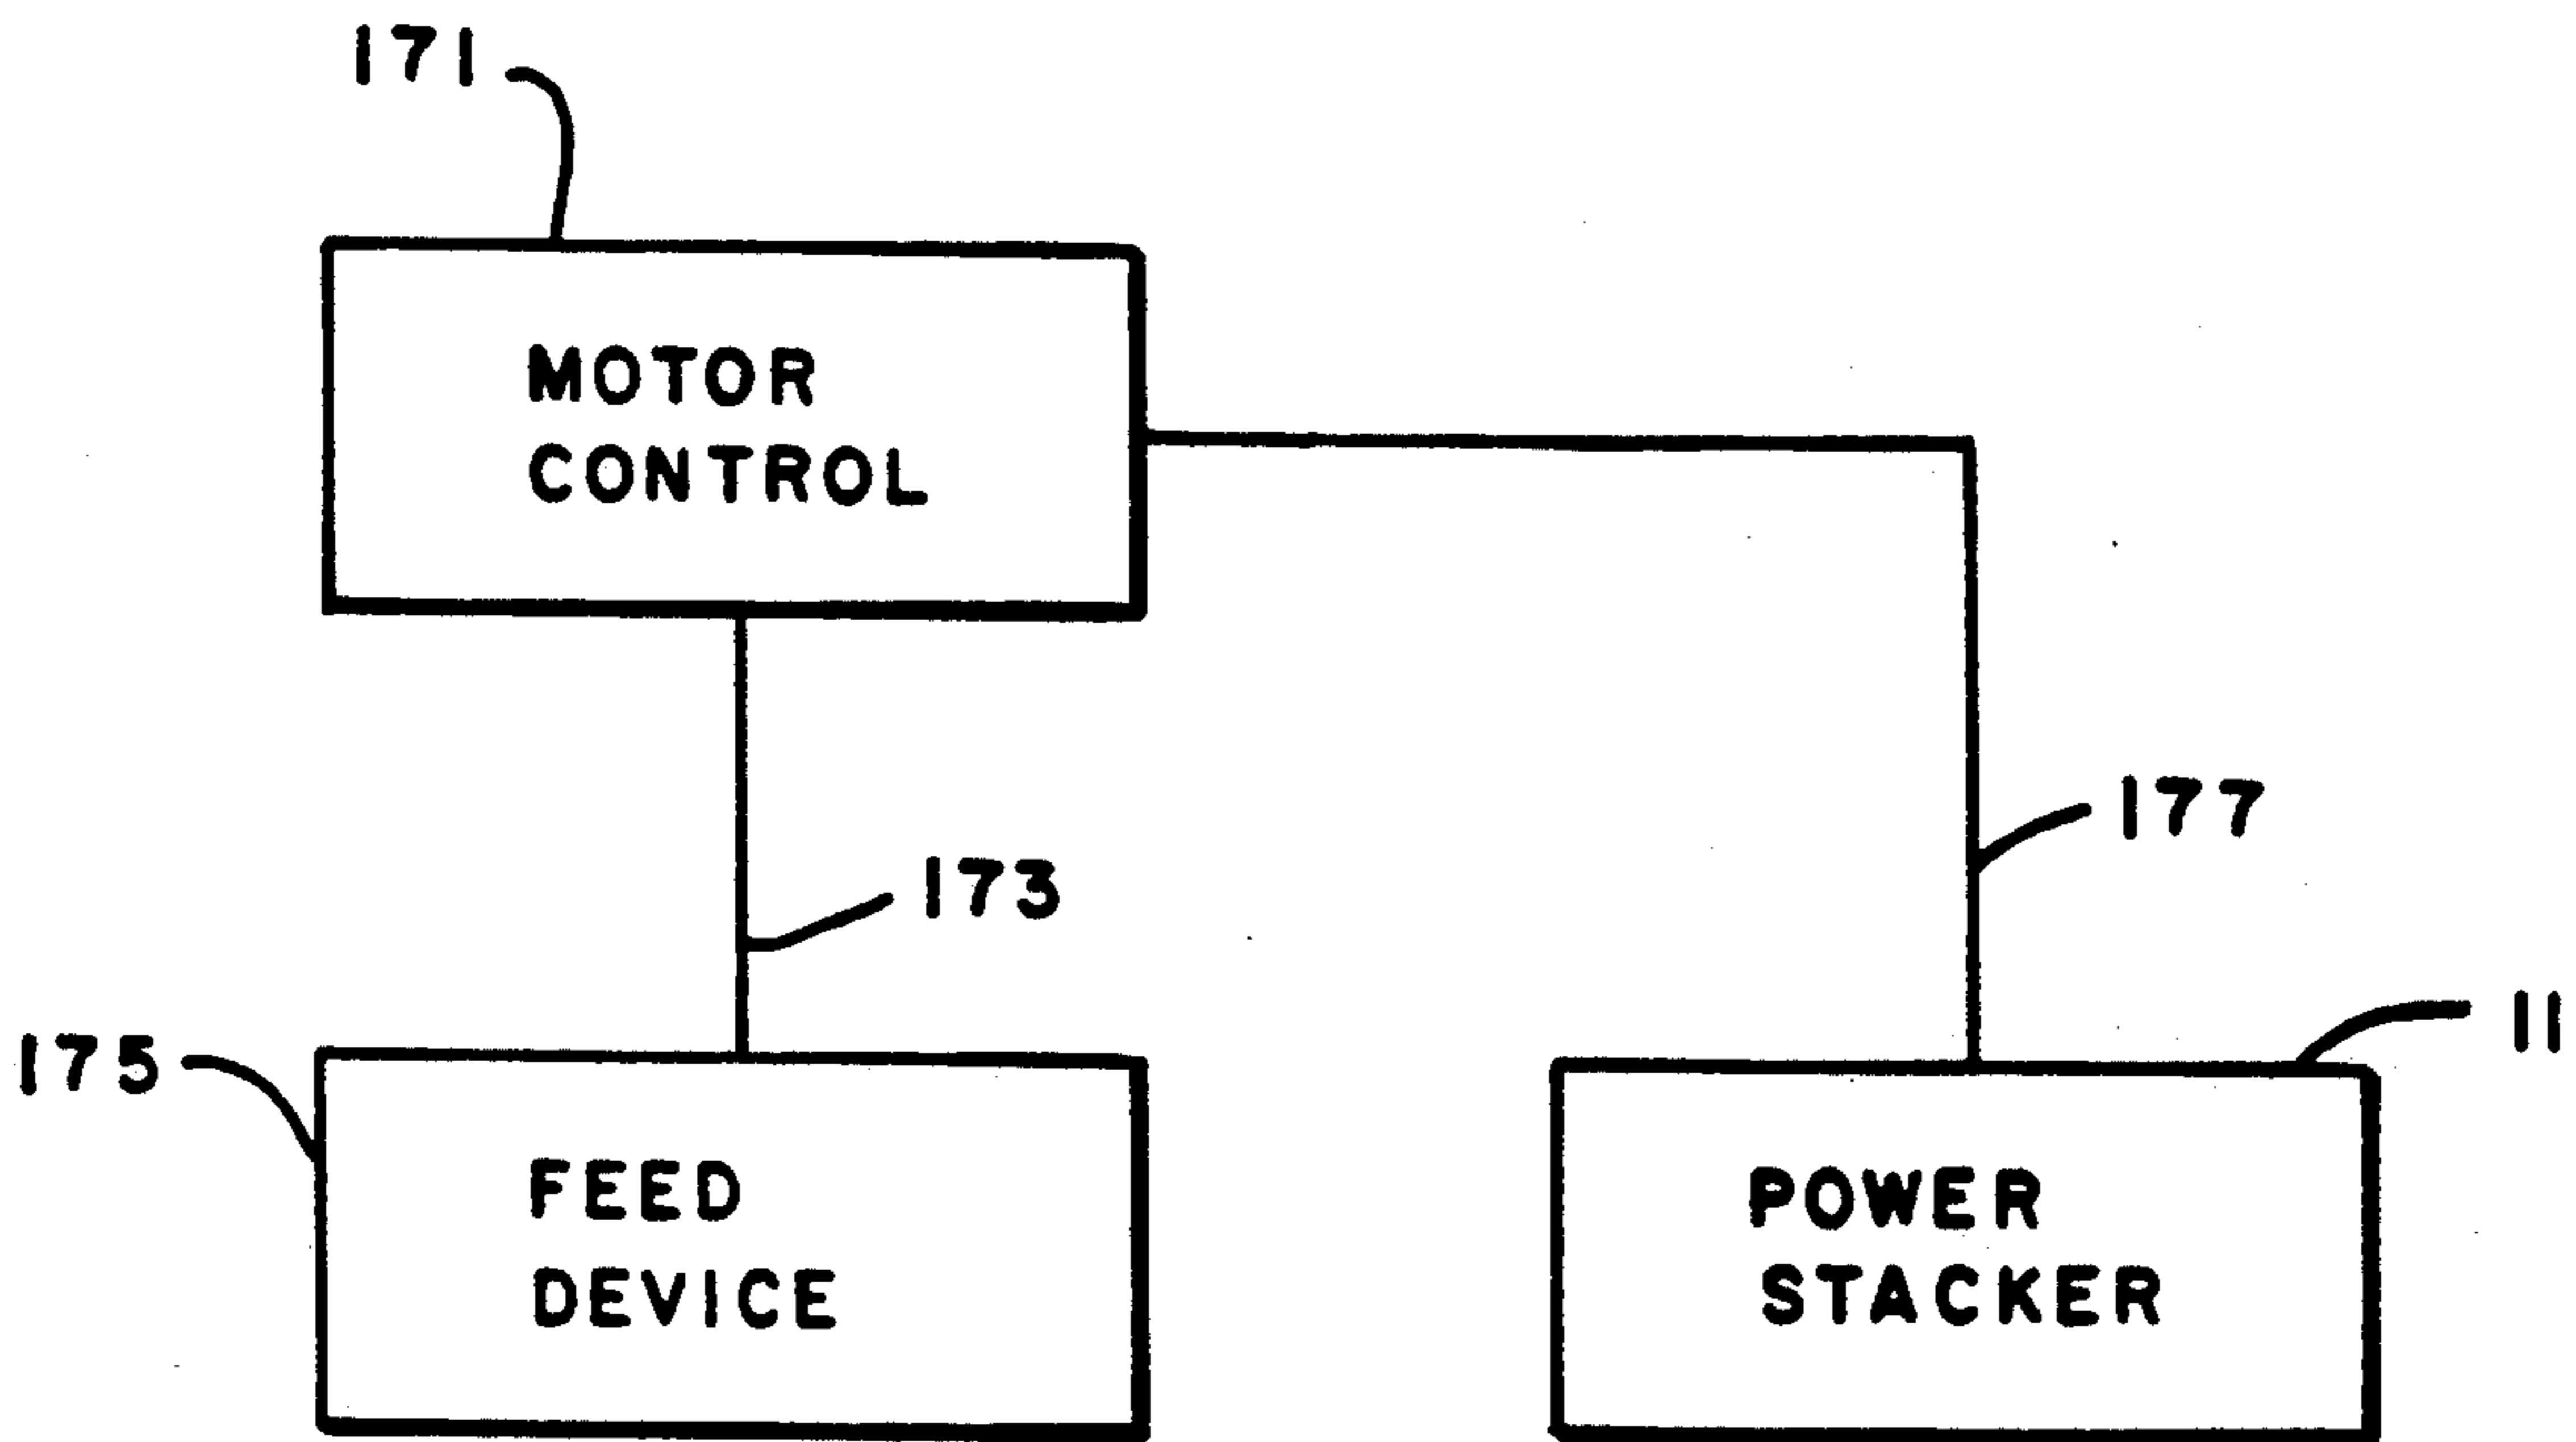 171
MOTOR
CONTROL
177
173
175
11
FEED
DEVICE
POWER
STACKER